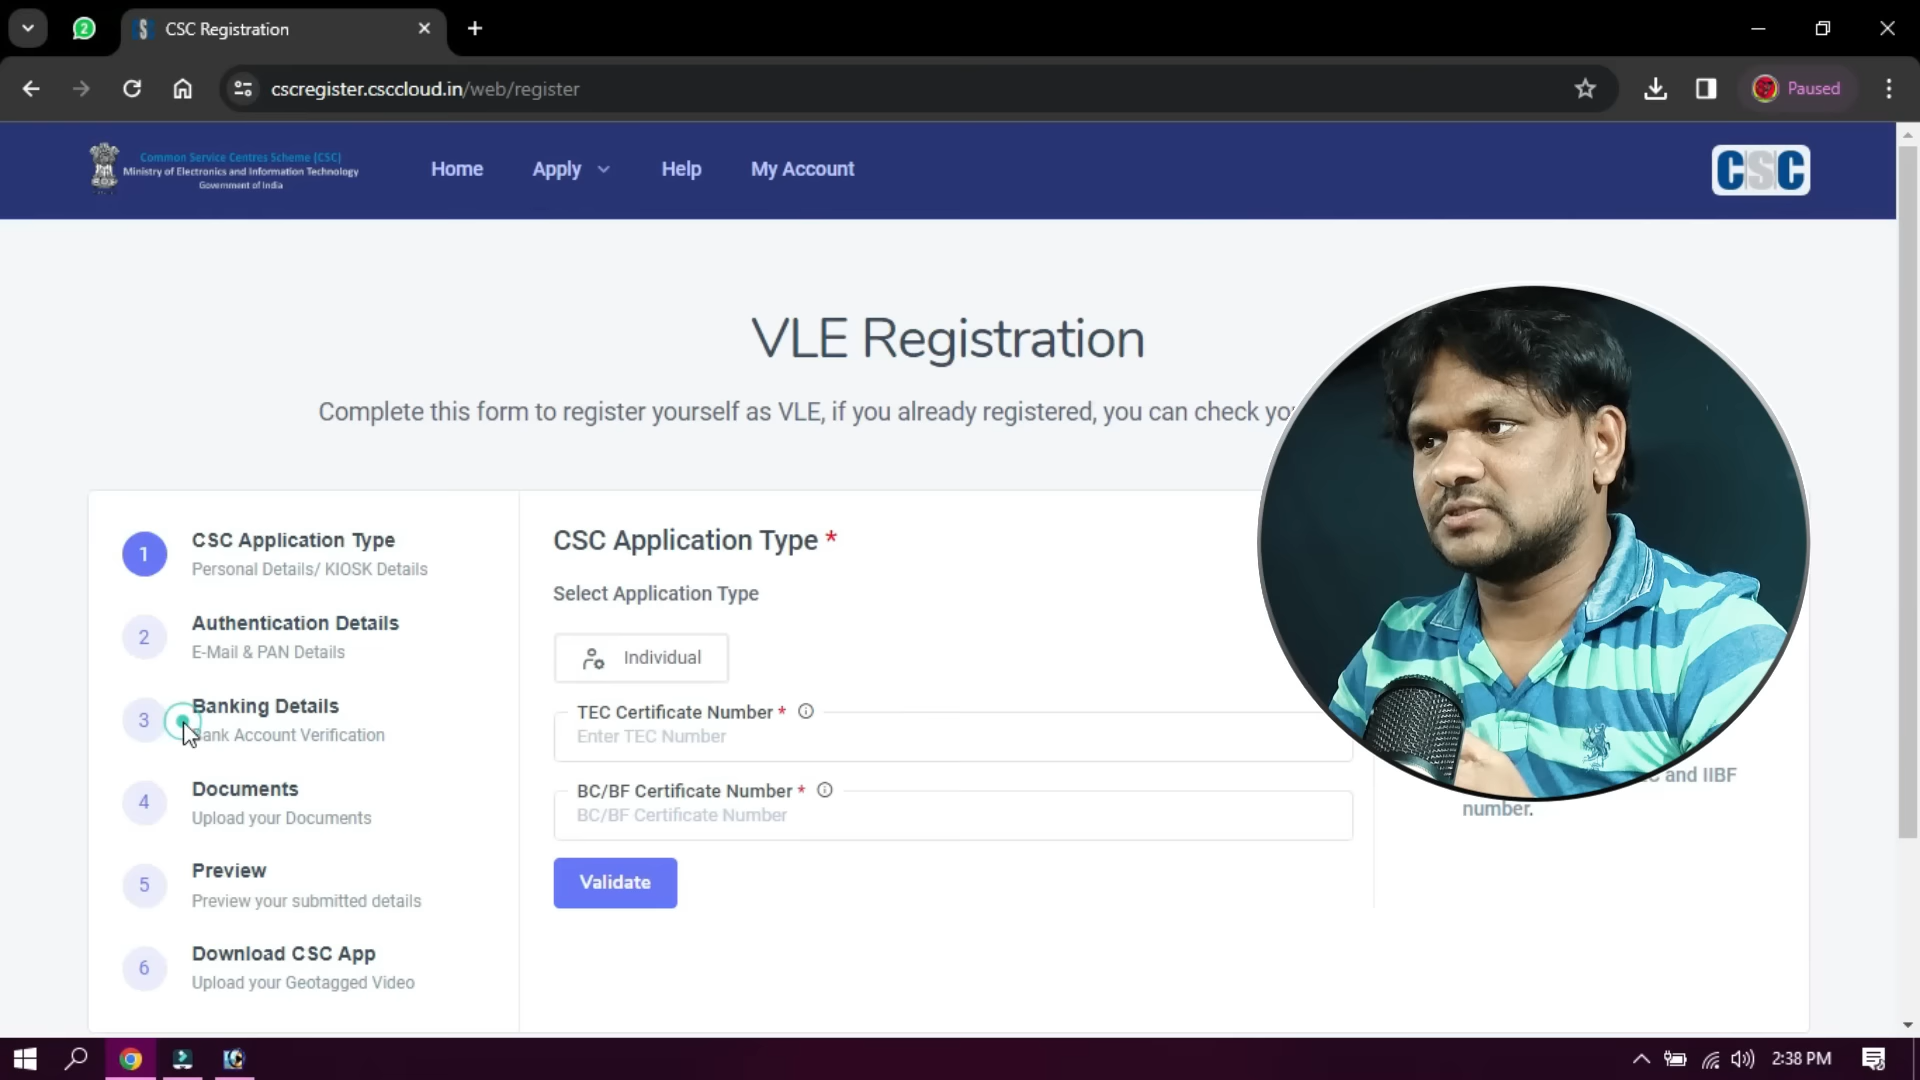 2
CSC Registration
cscregister.csccloud.in/web/register
Paused
Common Service Centres Scheme (CSC)
Ministry of Electronics and Information Technology
Government of India
Home
Apply
Help
My Account
CSC
VLE Registration
Complete this form to register yourself as VLE, if you already registered, you can check
1
CSC Application Type
Personal Details/ KIOSK Details
2
Authentication Details
E-Mail & PAN Details
3
Banking Details
Bank Account Verification
4
Documents
Upload your Documents
5
Preview
Preview your submitted details
6
Download CSC App
Upload your Geotagged Video
CSC Application Type *
Select Application Type
Individual
TEC Certificate Number *
Enter TEC Number
BC/BF Certificate Number *
BC/BF Certificate Number
Validate
and IIBF
number.
2:38 PM